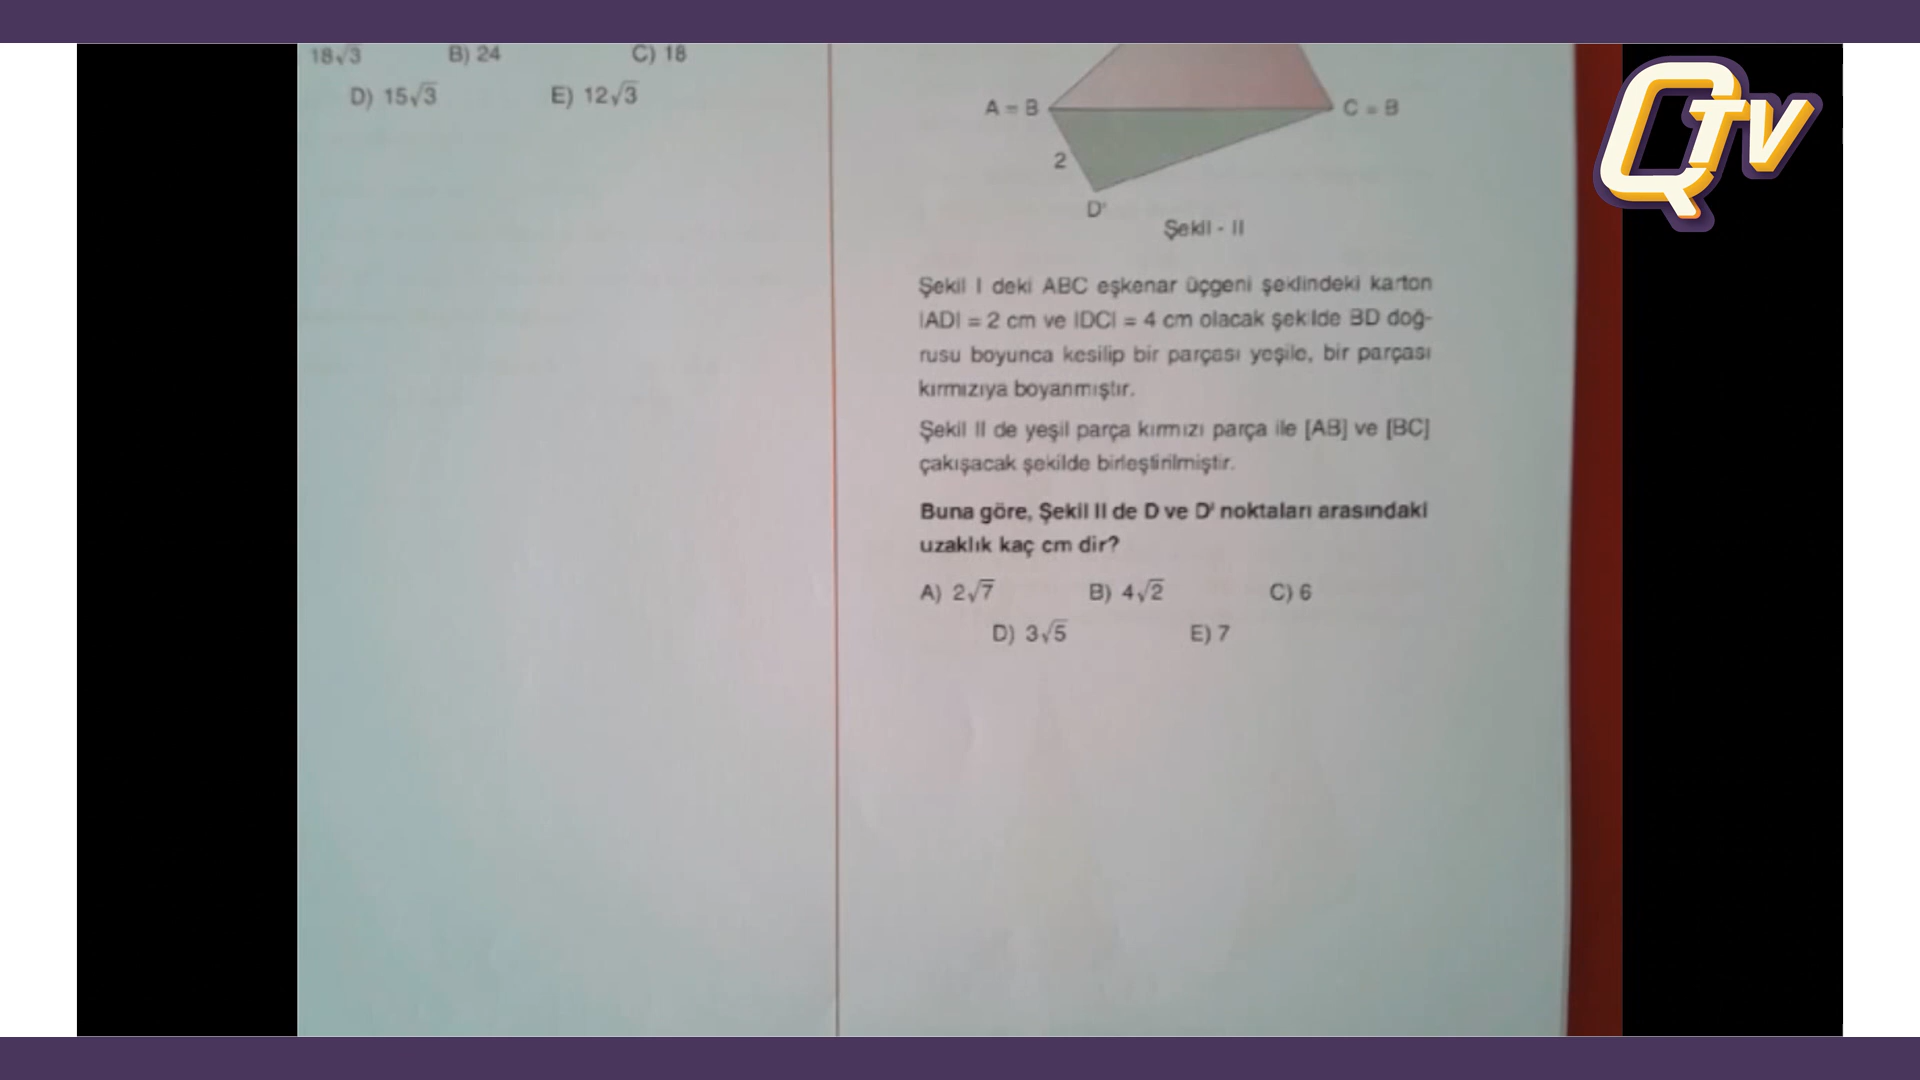 18√3 B) 24 C) 18
D) 15√3 E) 12√3
A = B
C = B
2
D'
Şekil - II
Şekil I deki ABC eşkenar üçgeni şeklindeki karton
|AD| = 2 cm ve |DC| = 4 cm olacak şekilde BD doğ-
rusu boyunca kesilip bir parçası yeşile, bir parçası
kırmızıya boyanmıştır.
Şekil II de yeşil parça kırmızı parça ile [AB] ve [BC]
çakışacak şekilde birleştirilmiştir.
Buna göre, Şekil II de D ve D' noktaları arasındaki
uzaklık kaç cm dir?
A) 2√7 B) 4√2 C) 6
D) 3√5 E) 7
QTV